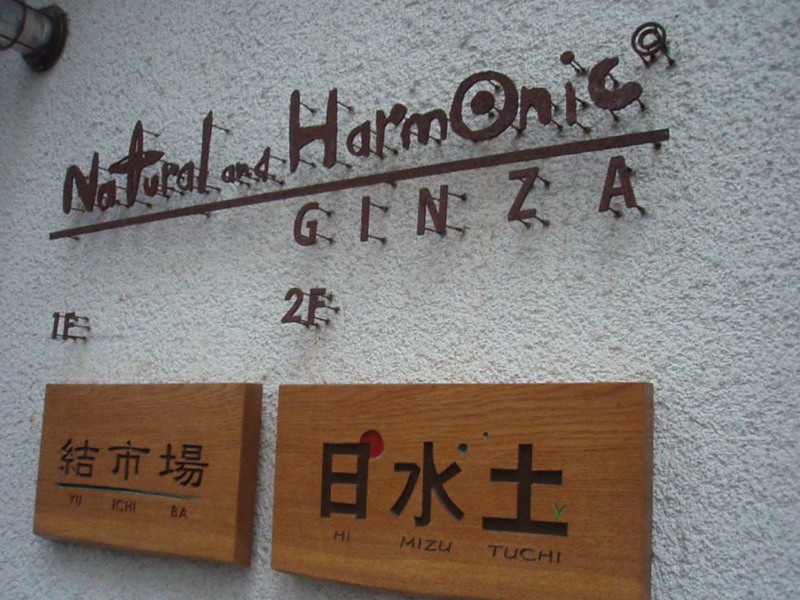 Natural and Harmonic
GINZA
1F
2F
結市場
YU ICHI BA
日水土
HI MIZU TUCHI